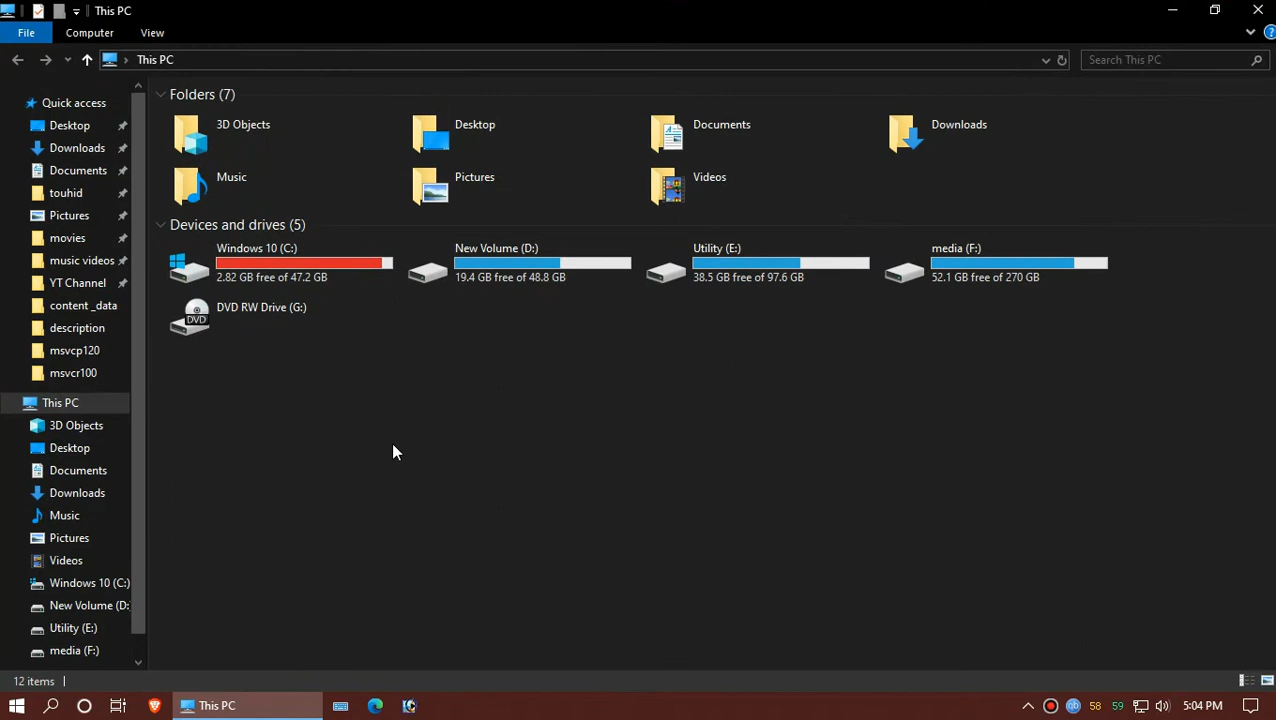 This PC
File Computer View
This PC
Search This PC
Quick access
Desktop
Downloads
Documents
touhid
Pictures
movies
music videos
YT Channel
content _data
description
msvcp120
msvcr100
This PC
3D Objects
Desktop
Documents
Downloads
Music
Pictures
Videos
Windows 10 (C:)
New Volume (D:
Utility (E:)
media (F:)
Folders (7)
3D Objects
Desktop
Documents
Downloads
Music
Pictures
Videos
Devices and drives (5)
Windows 10 (C:)
2.82 GB free of 47.2 GB
New Volume (D:)
19.4 GB free of 48.8 GB
Utility (E:)
38.5 GB free of 97.6 GB
media (F:)
52.1 GB free of 270 GB
DVD
DVD RW Drive (G:)
12 items
This PC
qb
58 59
5:04 PM